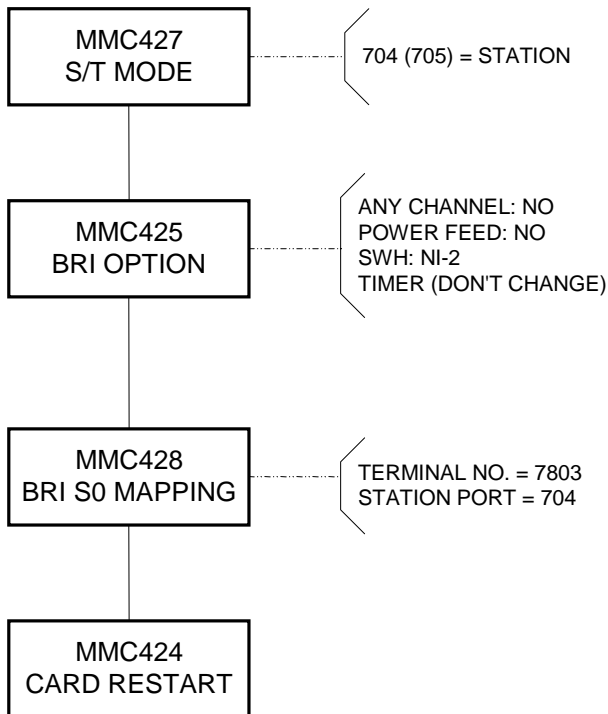 MMC427
S/T MODE
704 (705) = STATION
MMC425
BRI OPTION
ANY CHANNEL: NO
POWER FEED: NO
SWH: NI-2
TIMER (DON'T CHANGE)
MMC428
BRI S0 MAPPING
TERMINAL NO. = 7803
STATION PORT = 704
MMC424
CARD RESTART